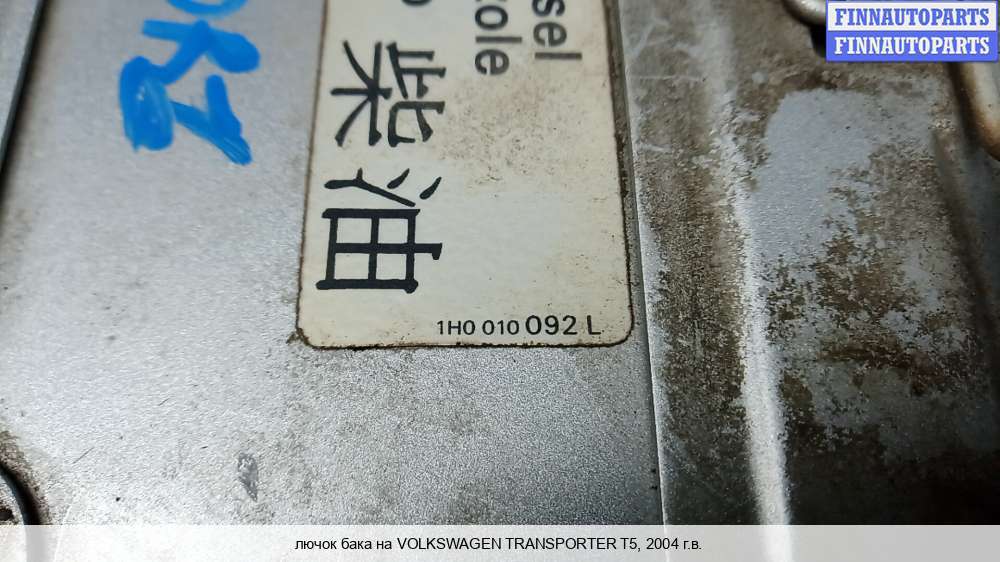 FINNAUTOPARTS
FINNAUTOPARTS
sel
ole
柴油
1H0 010 092 L
лючок бака на VOLKSWAGEN TRANSPORTER T5, 2004 г.в.